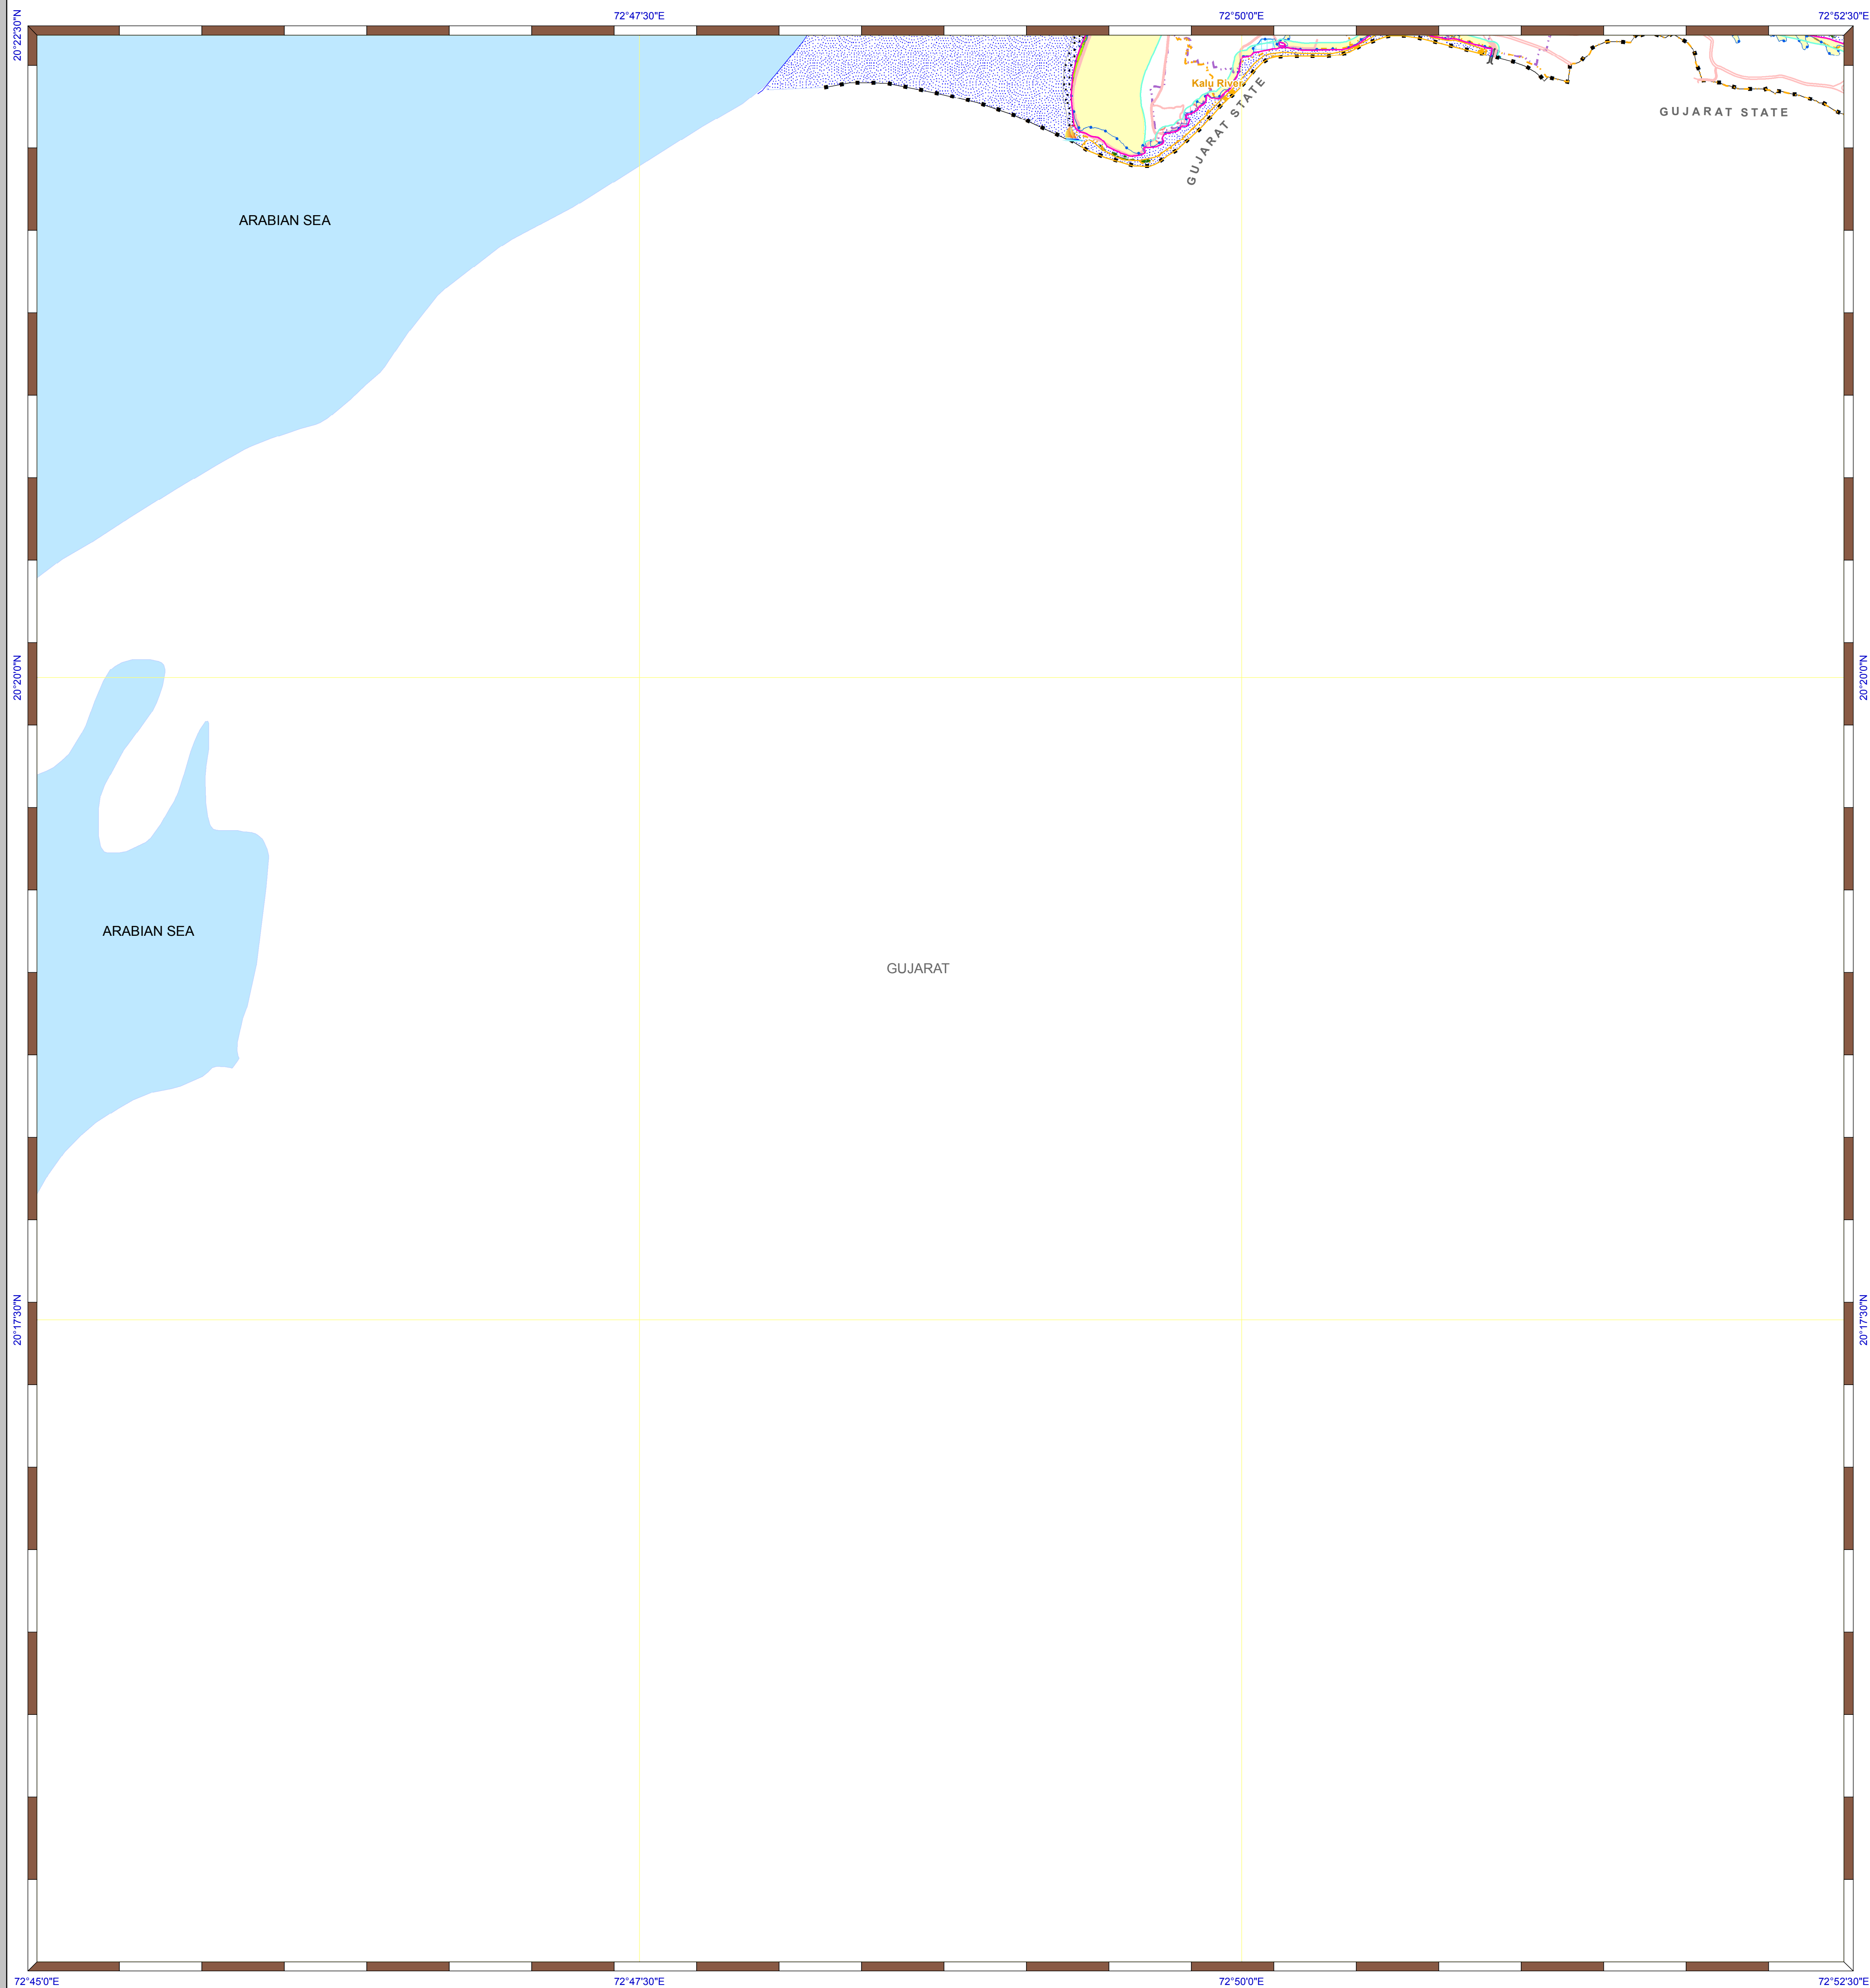 72°47'30"E
72°50'0"E
72°52'30"E
20°22'30"N
Kalu River
GUJARAT STATE
GUJARAT STATE
ARABIAN SEA
20°20'0"N
20°20'0"N
ARABIAN SEA
GUJARAT
20°17'30"N
20°17'30"N
72°45'0"E
72°47'30"E
72°50'0"E
72°52'30"E